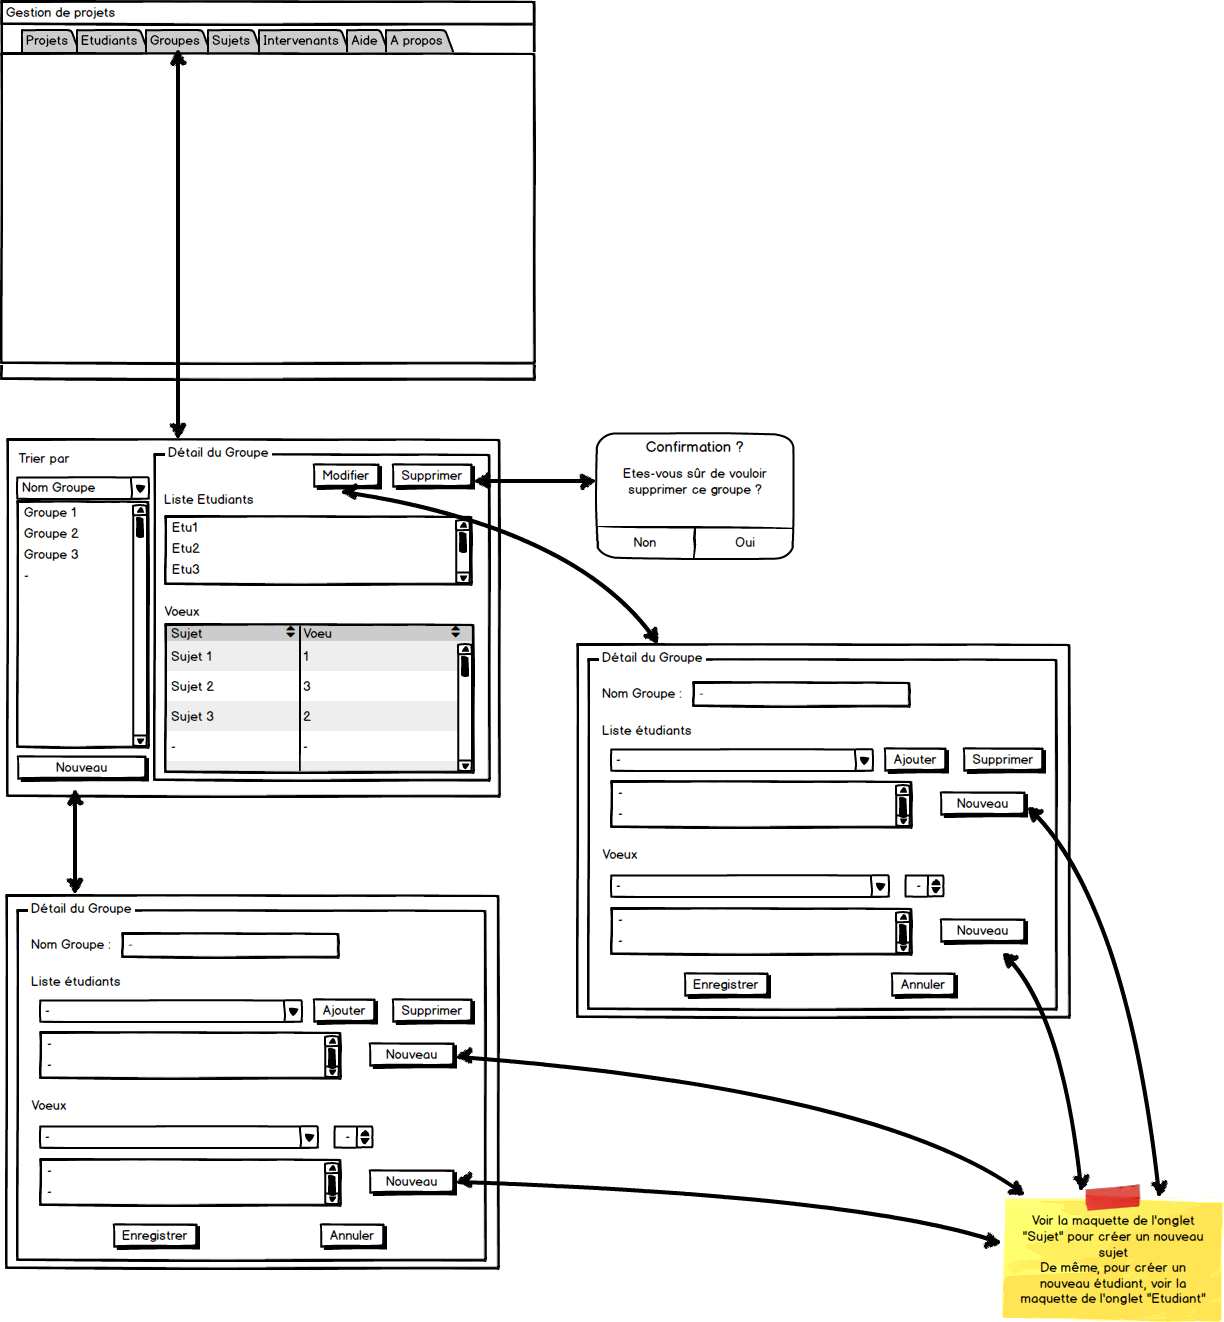 Gestion de projets
Projets Etudiants Groupes Sujets Intervenants Aide A propos
Trier par
Nom Groupe
Groupe 1
Groupe 2
Groupe 3
-
Nouveau
Détail du Groupe
Modifier Supprimer
Liste Etudiants
Etu1
Etu2
Etu3
Voeux
Sujet Voeu
Sujet 1 1
Sujet 2 3
Sujet 3 2
- -
Confirmation ?
Etes-vous sûr de vouloir
supprimer ce groupe ?
Non Oui
Détail du Groupe
Nom Groupe : -
Liste étudiants
- Ajouter Supprimer
-
-
Nouveau
Voeux
- -
-
-
Nouveau
Enregistrer Annuler
Détail du Groupe
Nom Groupe : -
Liste étudiants
- Ajouter Supprimer
-
-
Nouveau
Voeux
- -
-
-
Nouveau
Enregistrer Annuler
Voir la maquette de l'onglet
"Sujet" pour créer un nouveau
sujet
De même, pour créer un
nouveau étudiant, voir la
maquette de l'onglet "Etudiant"